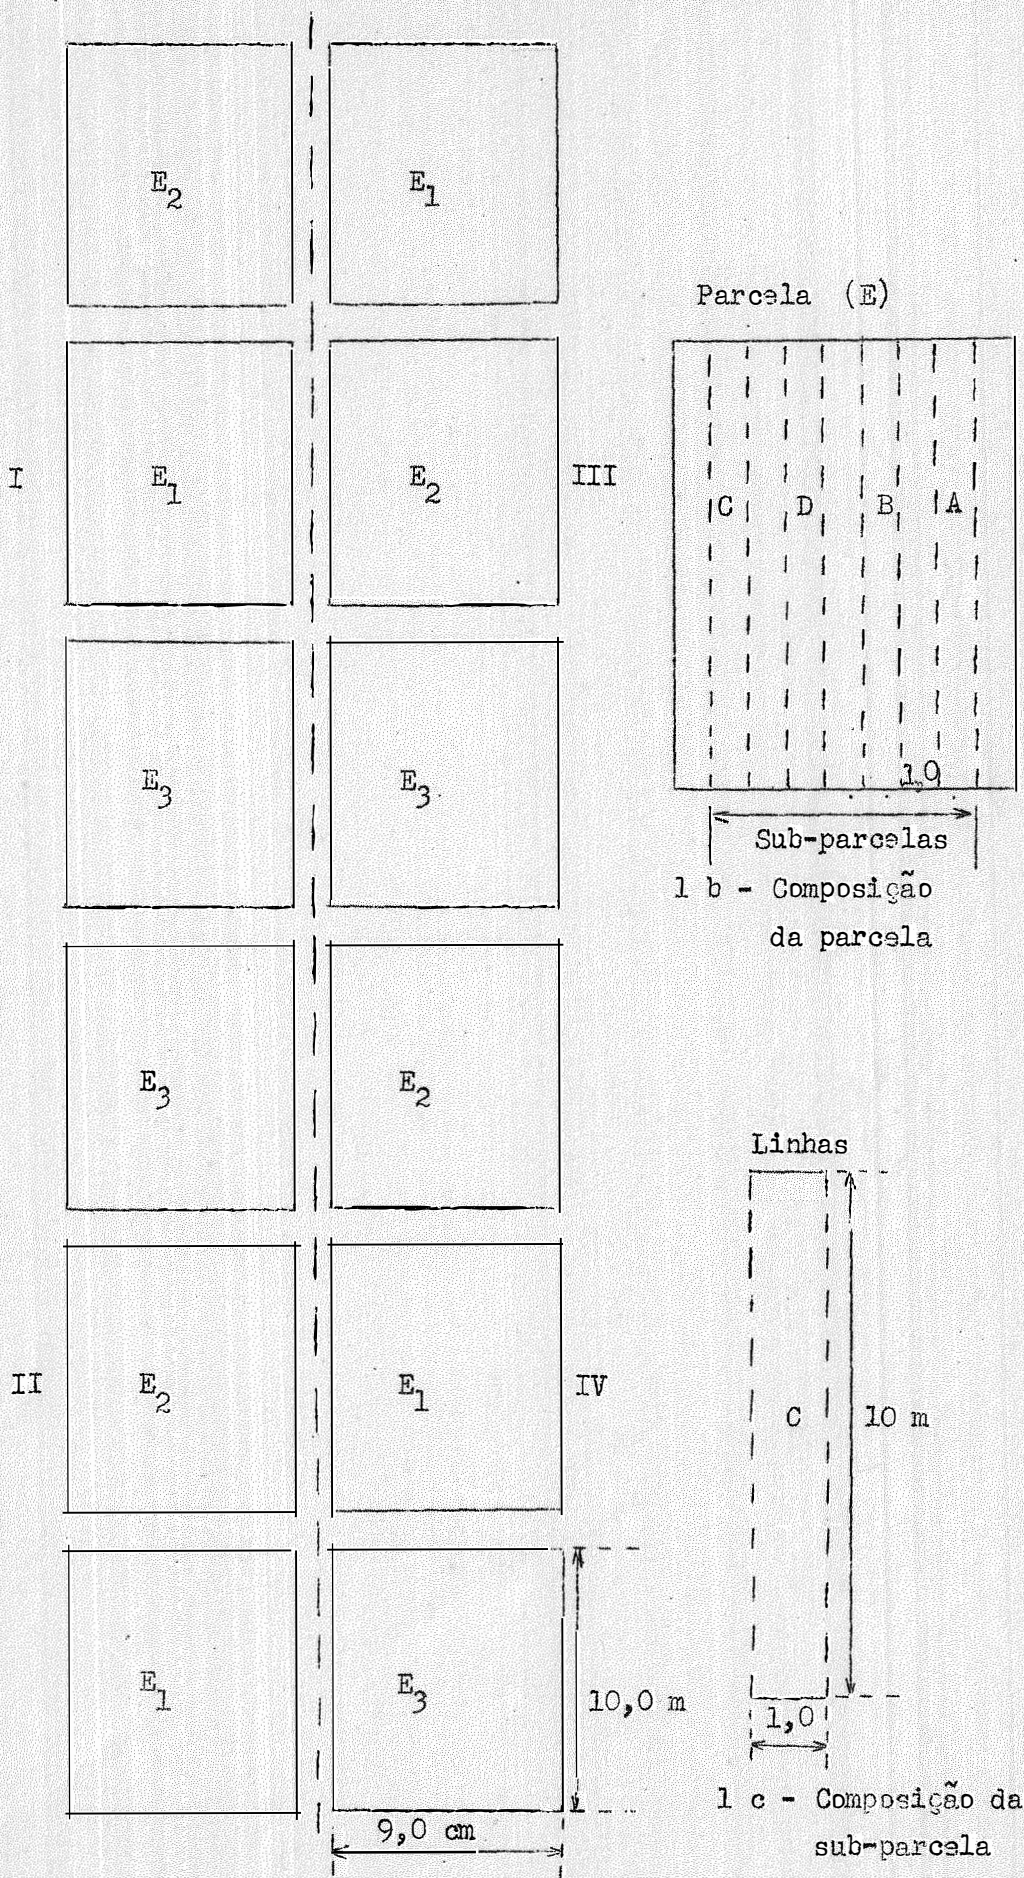 E2
E1
Parcela (E)
I
E1
E2
III
C D B A
E3
E3
1,0
Sub-parcelas
1 b - Composição
da parcela
E3
E2
Linhas
II
E2
E1
IV
C
10 m
E1
E3
10,0 m
1,0
1 c - Composição da
sub-parcela
9,0 cm